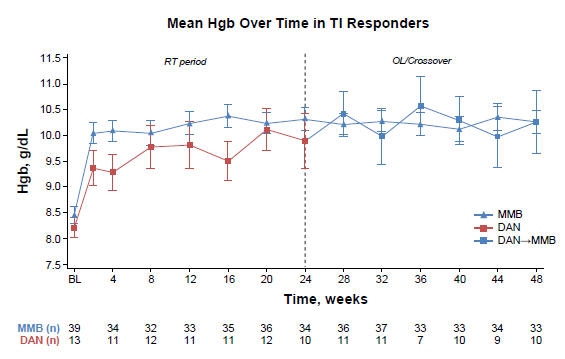 Mean Hgb Over Time in TI Responders
RT period
OL/Crossover
Hgb, g/dL
11.5
11.0
10.5
10.0
9.5
9.0
8.5
8.0
7.5
MMB
DAN
DAN→MMB
BL 4 8 12 16 20 24 28 32 36 40 44 48
Time, weeks
MMB (n) 39 34 32 33 35 36 34 36 37 33 33 34 33
DAN (n) 13 11 12 11 11 12 10 11 11 7 10 9 10